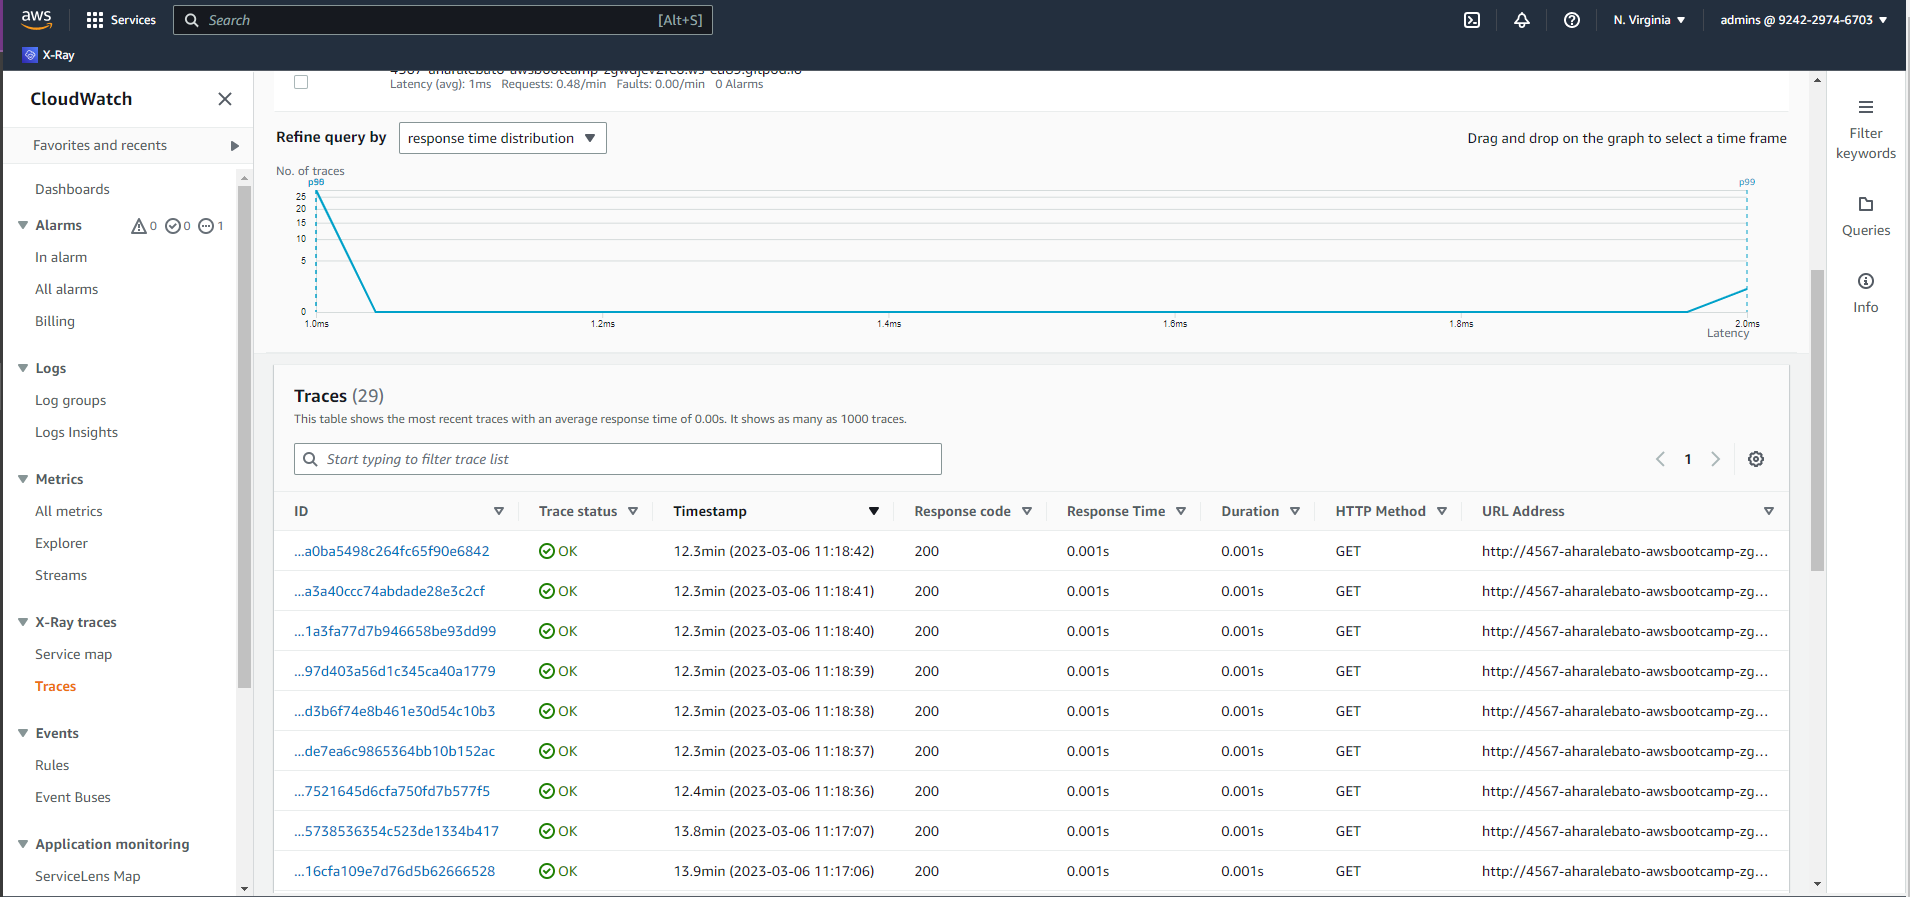 aws
Services
Search [Alt+S]
N. Virginia
admins @ 9242-2974-6703
X-Ray
CloudWatch
Favorites and recents
Dashboards
Alarms 0 0 1
In alarm
All alarms
Billing
Logs
Log groups
Logs Insights
Metrics
All metrics
Explorer
Streams
X-Ray traces
Service map
Traces
Events
Rules
Event Buses
Application monitoring
ServiceLens Map
Latency (avg): 1ms Requests: 0.48/min Faults: 0.00/min 0 Alarms
Refine query by response time distribution
Drag and drop on the graph to select a time frame
No. of traces
p99
25
20
15
10
5
0
1.0ms 1.2ms 1.4ms 1.6ms 1.8ms 2.0ms
Latency
Traces (29)
This table shows the most recent traces with an average response time of 0.00s. It shows as many as 1000 traces.
Start typing to filter trace list
1
ID Trace status Timestamp Response code Response Time Duration HTTP Method URL Address
...a0ba5498c264fc65f90e6842 OK 12.3min (2023-03-06 11:18:42) 200 0.001s 0.001s GET http://4567-aharalebato-awsbootcamp-zg...
...a3a40ccc74abdade28e3c2cf OK 12.3min (2023-03-06 11:18:41) 200 0.001s 0.001s GET http://4567-aharalebato-awsbootcamp-zg...
...1a3fa77d7b946658be93dd99 OK 12.3min (2023-03-06 11:18:40) 200 0.001s 0.001s GET http://4567-aharalebato-awsbootcamp-zg...
...97d403a56d1c345ca40a1779 OK 12.3min (2023-03-06 11:18:39) 200 0.001s 0.001s GET http://4567-aharalebato-awsbootcamp-zg...
...d3b6f74e8b461e30d54c10b3 OK 12.3min (2023-03-06 11:18:38) 200 0.001s 0.001s GET http://4567-aharalebato-awsbootcamp-zg...
...de7ea6c9865364bb10b152ac OK 12.3min (2023-03-06 11:18:37) 200 0.001s 0.001s GET http://4567-aharalebato-awsbootcamp-zg...
...7521645d6cfa750fd7b577f5 OK 12.4min (2023-03-06 11:18:36) 200 0.001s 0.001s GET http://4567-aharalebato-awsbootcamp-zg...
...5738536354c523de1334b417 OK 13.8min (2023-03-06 11:17:07) 200 0.001s 0.001s GET http://4567-aharalebato-awsbootcamp-zg...
...16cfa109e7d76d5b62666528 OK 13.9min (2023-03-06 11:17:06) 200 0.001s 0.001s GET http://4567-aharalebato-awsbootcamp-zg...
Filter
keywords
Queries
Info